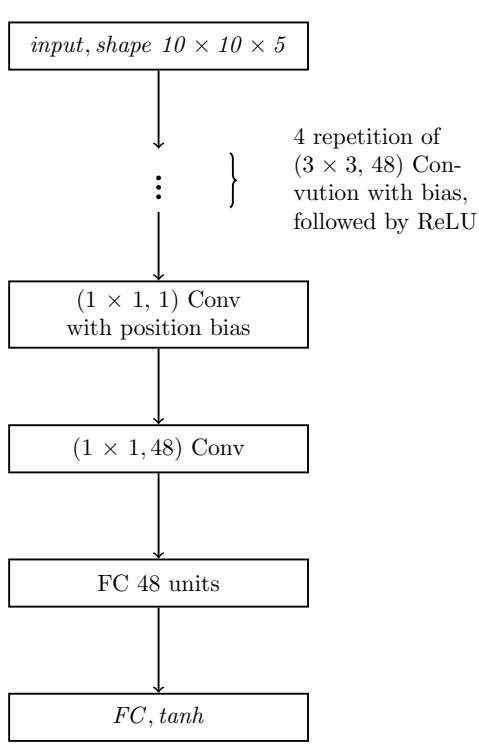 input, shape 10 × 10 × 5
4 repetition of
(3 × 3, 48) Con-
vution with bias,
followed by ReLU
(1 × 1, 1) Conv
with position bias
(1 × 1, 48) Conv
FC 48 units
FC, tanh